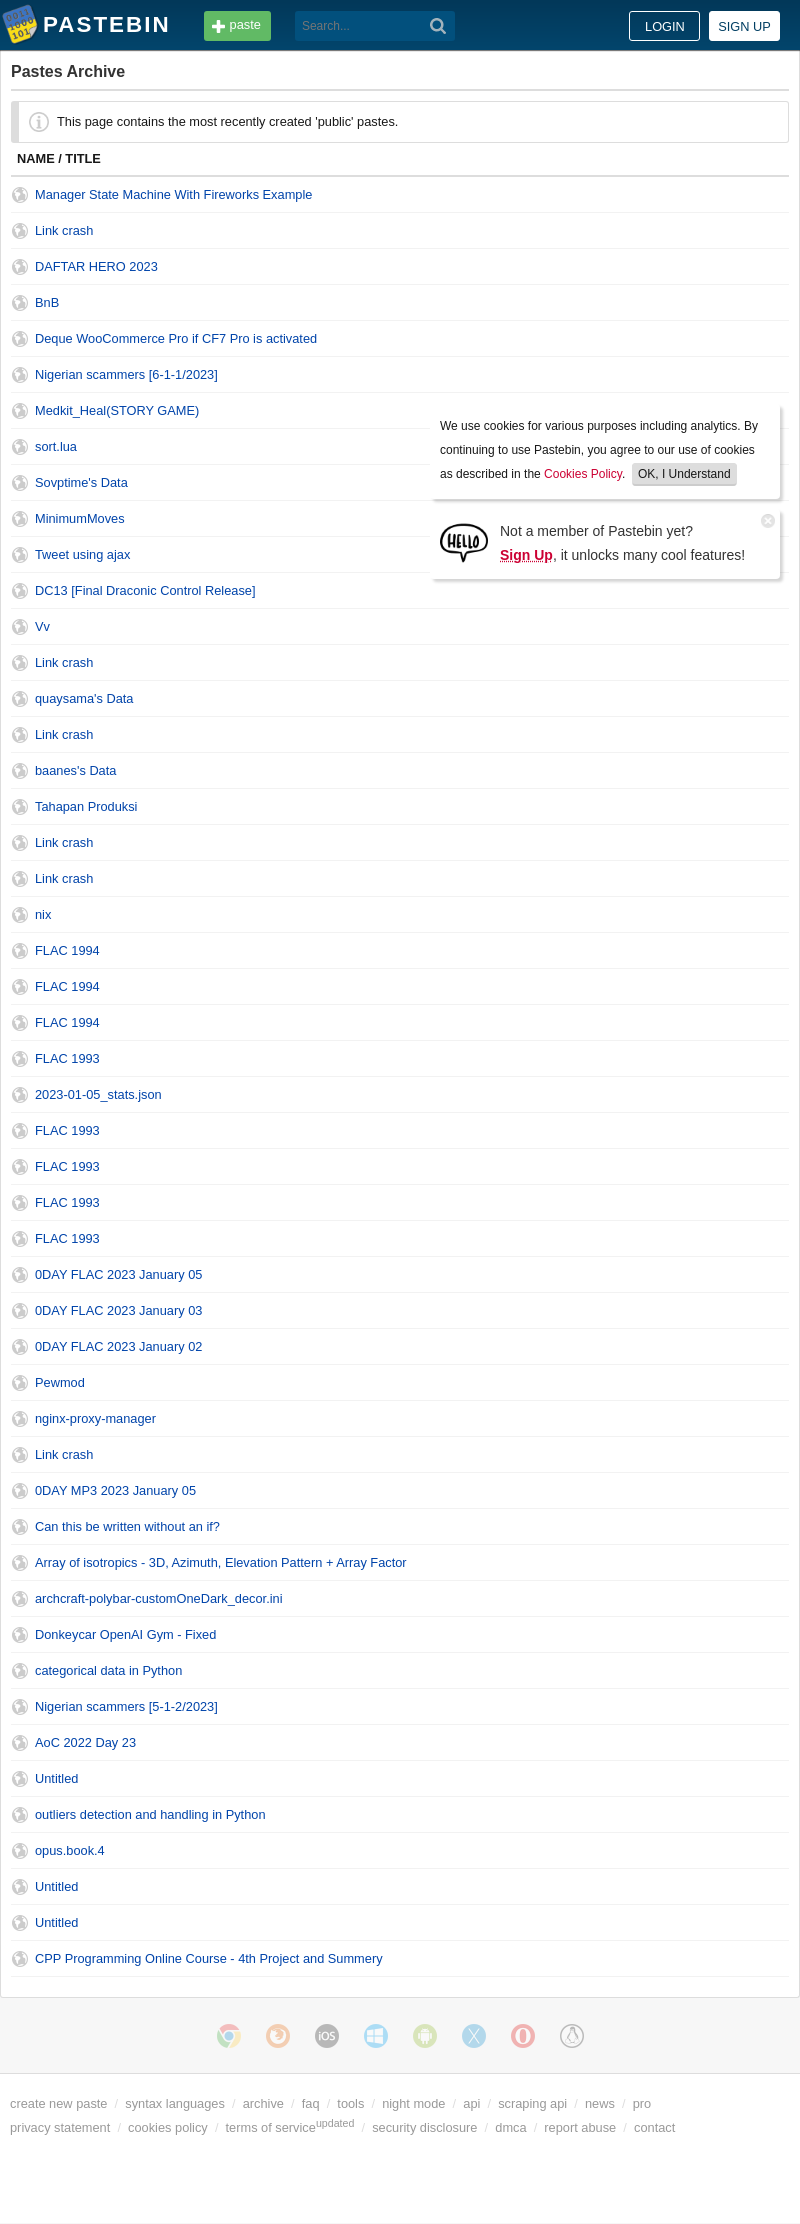 PASTEBIN
paste
Search...
LOGIN
SIGN UP
Pastes Archive
This page contains the most recently created 'public' pastes.
NAME / TITLE
Manager State Machine With Fireworks Example
Link crash
DAFTAR HERO 2023
BnB
Deque WooCommerce Pro if CF7 Pro is activated
Nigerian scammers [6-1-1/2023]
Medkit_Heal(STORY GAME)
sort.lua
Sovptime's Data
MinimumMoves
Tweet using ajax
DC13 [Final Draconic Control Release]
We use cookies for various purposes including analytics. By
continuing to use Pastebin, you agree to our use of cookies
as described in the Cookies Policy. OK, I Understand
HELLO
Not a member of Pastebin yet?
Sign Up, it unlocks many cool features!
Vv
Link crash
quaysama's Data
Link crash
baanes's Data
Tahapan Produksi
Link crash
Link crash
nix
FLAC 1994
FLAC 1994
FLAC 1994
FLAC 1993
2023-01-05_stats.json
FLAC 1993
FLAC 1993
FLAC 1993
FLAC 1993
0DAY FLAC 2023 January 05
0DAY FLAC 2023 January 03
0DAY FLAC 2023 January 02
Pewmod
nginx-proxy-manager
Link crash
0DAY MP3 2023 January 05
Can this be written without an if?
Array of isotropics - 3D, Azimuth, Elevation Pattern + Array Factor
archcraft-polybar-customOneDark_decor.ini
Donkeycar OpenAI Gym - Fixed
categorical data in Python
Nigerian scammers [5-1-2/2023]
AoC 2022 Day 23
Untitled
outliers detection and handling in Python
opus.book.4
Untitled
Untitled
CPP Programming Online Course - 4th Project and Summery
iOS
create new paste / syntax languages / archive / faq / tools / night mode / api / scraping api / news / pro
privacy statement / cookies policy / terms of service updated / security disclosure / dmca / report abuse / contact